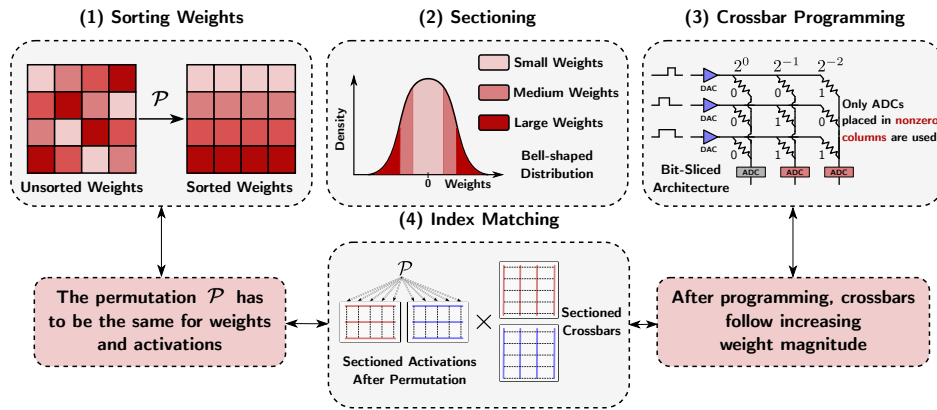 (1) Sorting Weights
𝒫
Unsorted Weights
Sorted Weights
(2) Sectioning
Density
Small Weights
Medium Weights
Large Weights
Bell-shaped
Distribution
0
Weights
(3) Crossbar Programming
2^0 2^{-1} 2^{-2}
DAC
0 0 1
DAC
0 0 1
DAC
0 1 1
ADC ADC ADC
Only ADCs
placed in nonzero
columns are used
Bit-Sliced
Architecture
The permutation 𝒫 has
to be the same for weights
and activations
(4) Index Matching
𝒫
×
Sectioned Activations
After Permutation
Sectioned
Crossbars
After programming, crossbars
follow increasing
weight magnitude